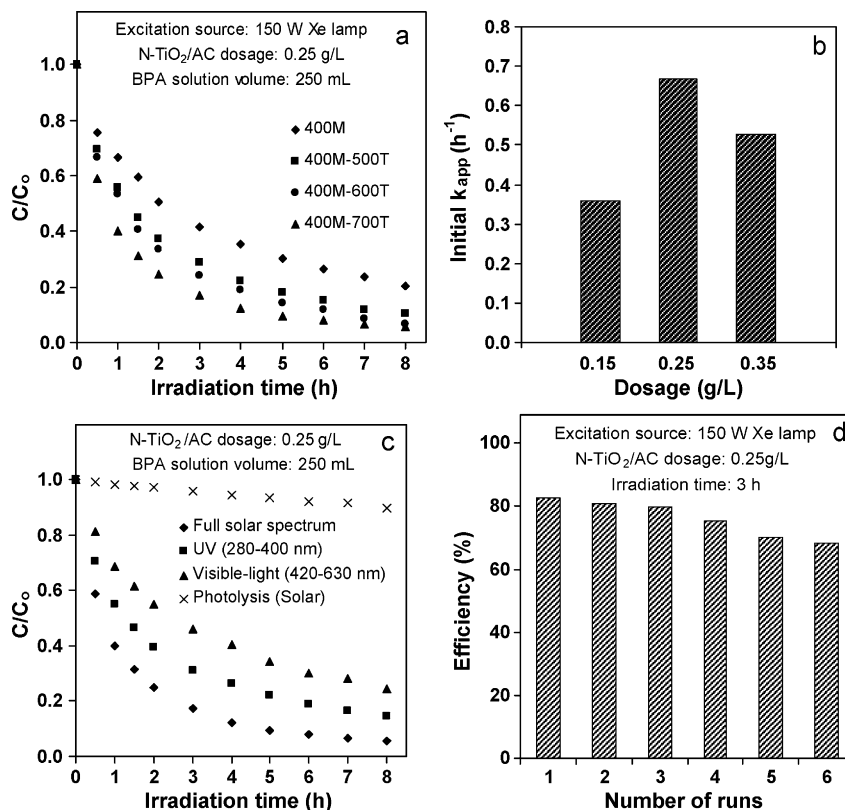 Excitation source: 150 W Xe lamp
a
N-TiO₂/AC dosage: 0.25 g/L
BPA solution volume: 250 mL
400M
400M-500T
400M-600T
400M-700T
1.0
0.8
0.6
0.4
0.2
0.0
C/Cₒ
0 1 2 3 4 5 6 7 8
Irradiation time (h)
b
0.8
0.7
0.6
0.5
0.4
0.3
0.2
0.1
0.0
Initial kₐₚₚ (h⁻¹)
0.15 0.25 0.35
Dosage (g/L)
c
N-TiO₂/AC dosage: 0.25 g/L
BPA solution volume: 250 mL
Full solar spectrum
UV (280-400 nm)
Visible-light (420-630 nm)
Photolysis (Solar)
1.0
0.8
0.6
0.4
0.2
0.0
C/Cₒ
0 1 2 3 4 5 6 7 8
Irradiation time (h)
Excitation source: 150 W Xe lamp
d
N-TiO₂/AC dosage: 0.25g/L
Irradiation time: 3 h
100
80
60
40
20
0
Efficiency (%)
1 2 3 4 5 6
Number of runs